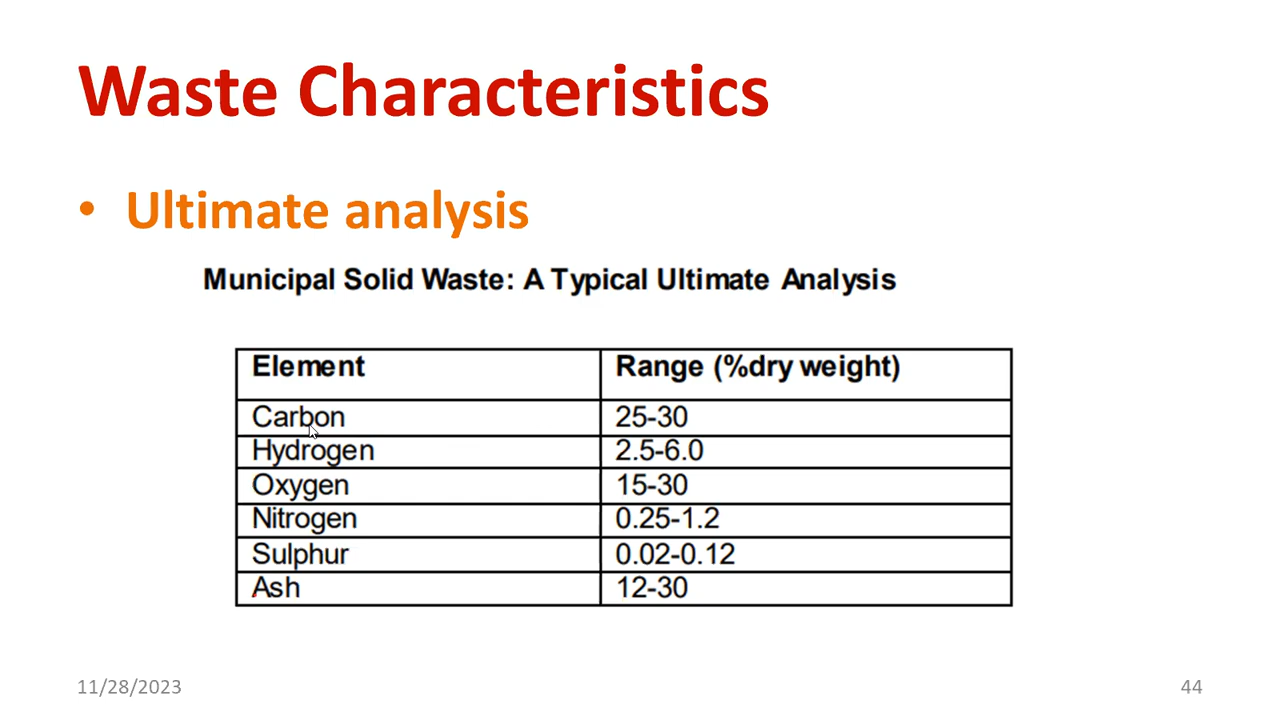 Waste Characteristics
• Ultimate analysis
Municipal Solid Waste: A Typical Ultimate Analysis
Element Range (%dry weight)
Carbon 25-30
Hydrogen 2.5-6.0
Oxygen 15-30
Nitrogen 0.25-1.2
Sulphur 0.02-0.12
Ash 12-30
11/28/2023 44